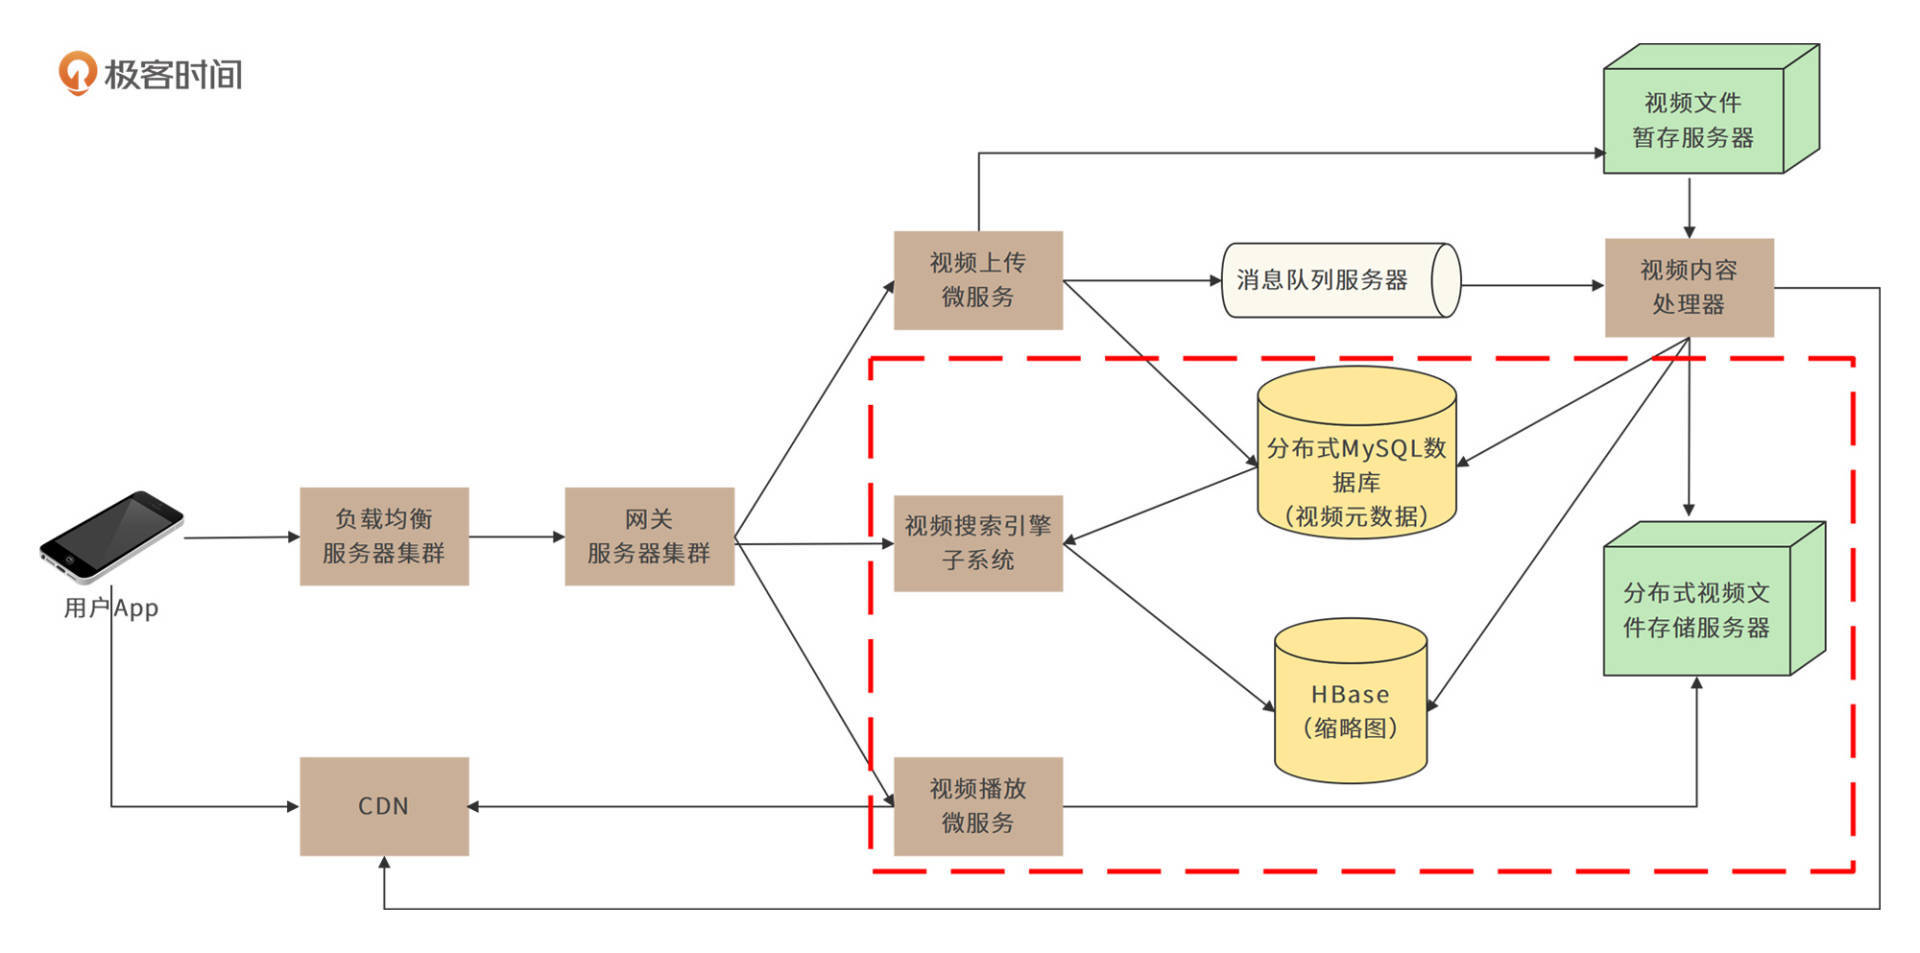 极客时间
视频文件
暂存服务器
视频上传
微服务
消息队列服务器
视频内容
处理器
分布式MySQL数
据库
（视频元数据）
负载均衡
服务器集群
网关
服务器集群
视频搜索引擎
子系统
用户App
分布式视频文
件存储服务器
HBase
（缩略图）
CDN
视频播放
微服务